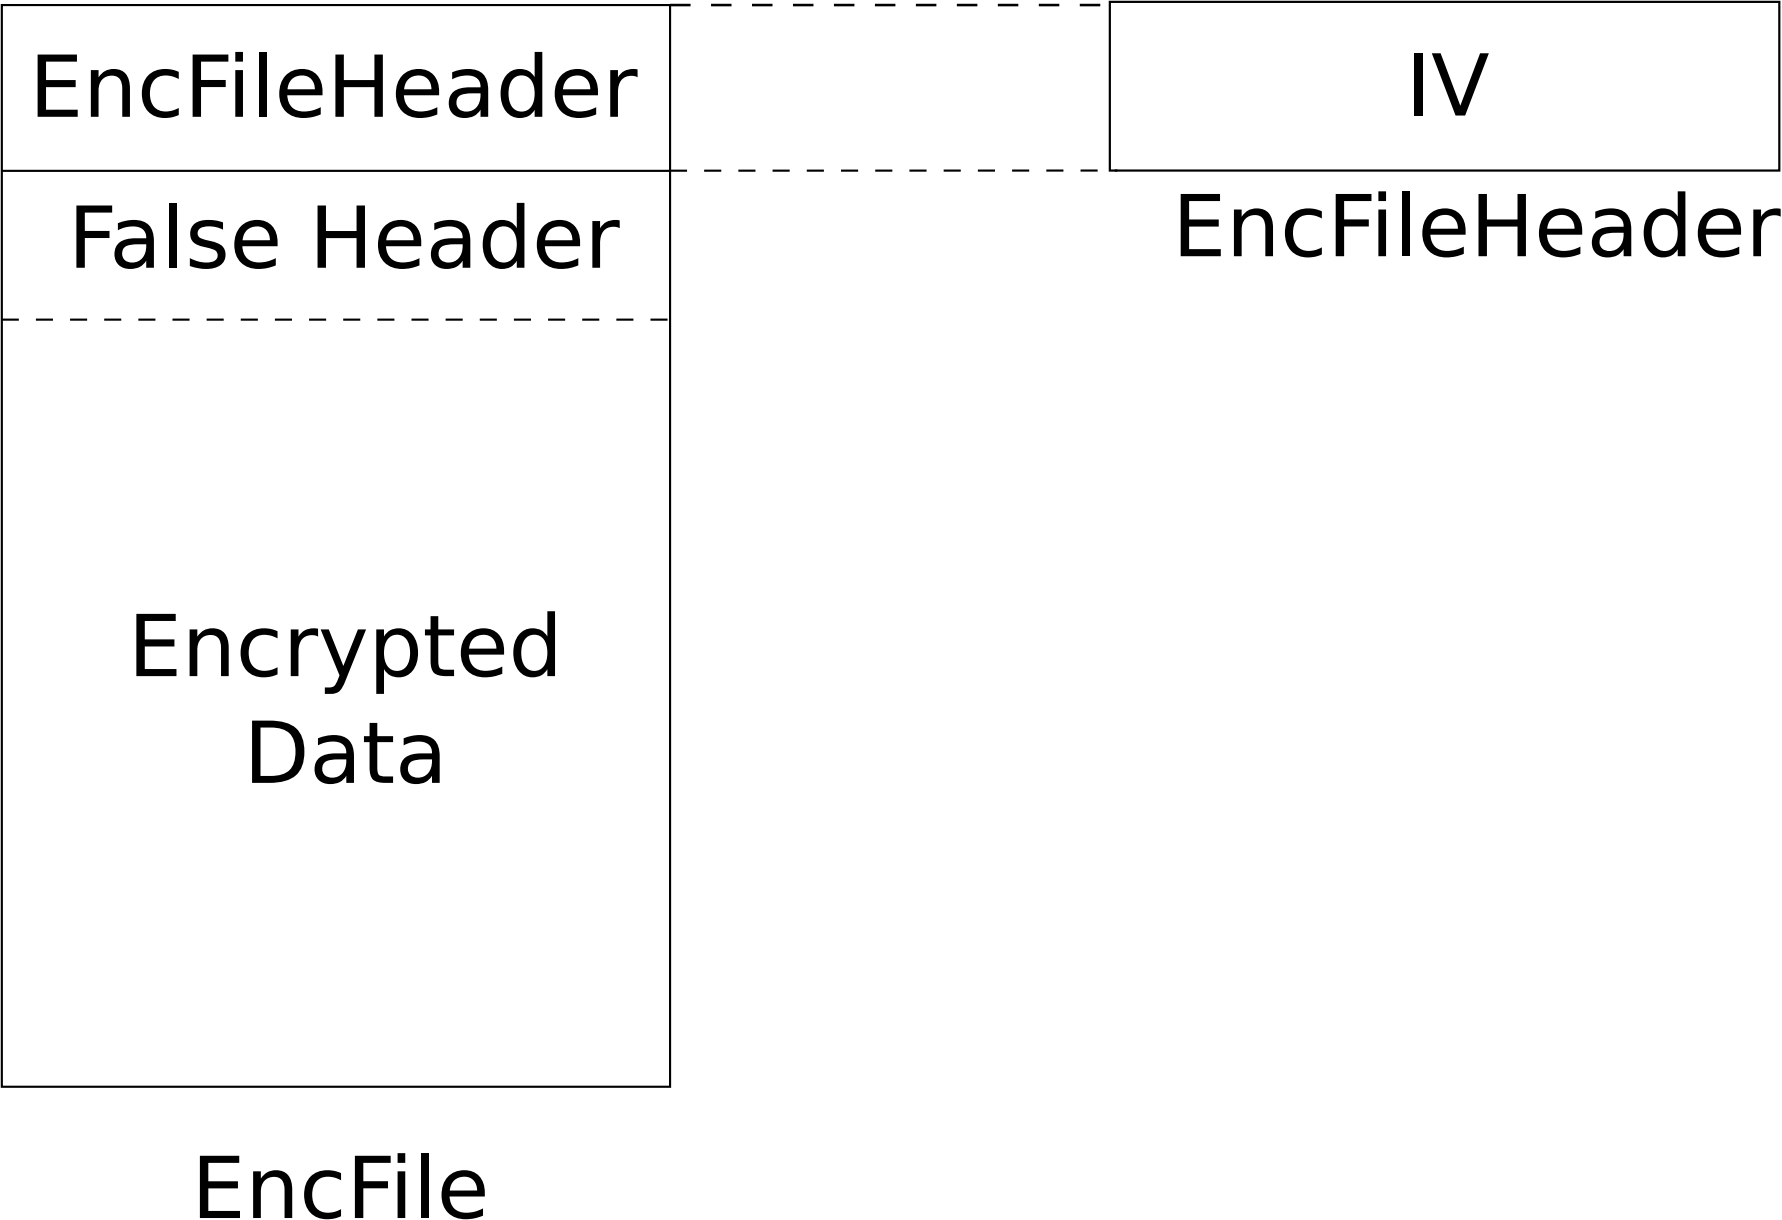 EncFileHeader
IV
False Header
EncFileHeader
Encrypted
Data
EncFile